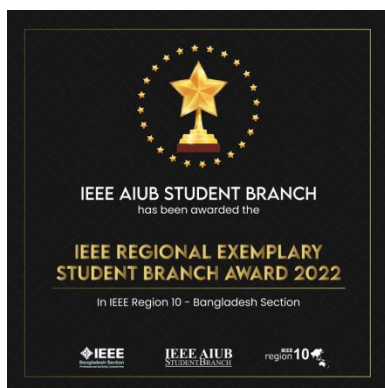 IEEE AIUB STUDENT BRANCH
has been awarded the
IEEE REGIONAL EXEMPLARY
STUDENT BRANCH AWARD 2022
In IEEE Region 10 - Bangladesh Section
IEEE
Bangladesh Section
IEEE AIUB
STUDENT BRANCH
IEEE
region 10